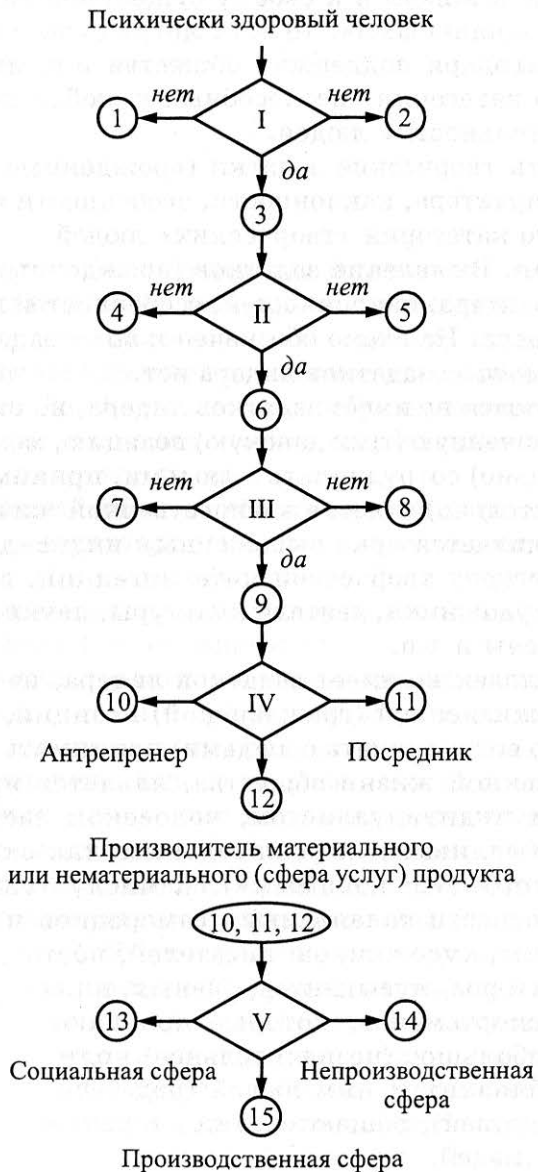 Психически здоровый человек
нет нет
1 I 2
да
3
нет нет
4 II 5
да
6
нет нет
7 III 8
да
9
10 IV 11
Антрепренер Посредник
12
Производитель материального
или нематериального (сфера услуг) продукта
10, 11, 12
13 V 14
Социальная сфера Непроизводственная
сфера
15
Производственная сфера